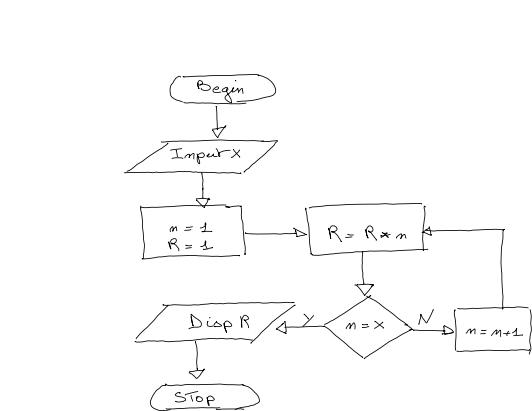 Begin
Input X
n = 1
R = 1
R = R * n
n = X
Y
N
n = n+1
Disp R
STop